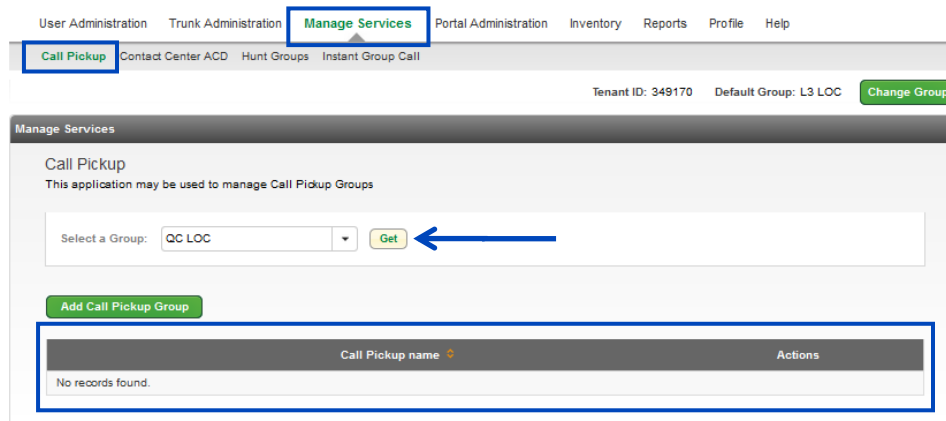 User Administration Trunk Administration Manage Services Portal Administration Inventory Reports Profile Help
Call Pickup Contact Center ACD Hunt Groups Instant Group Call
Tenant ID: 349170 Default Group: L3 LOC Change Group
Manage Services
Call Pickup
This application may be used to manage Call Pickup Groups
Select a Group: QC LOC Get
Add Call Pickup Group
Call Pickup name Actions
No records found.